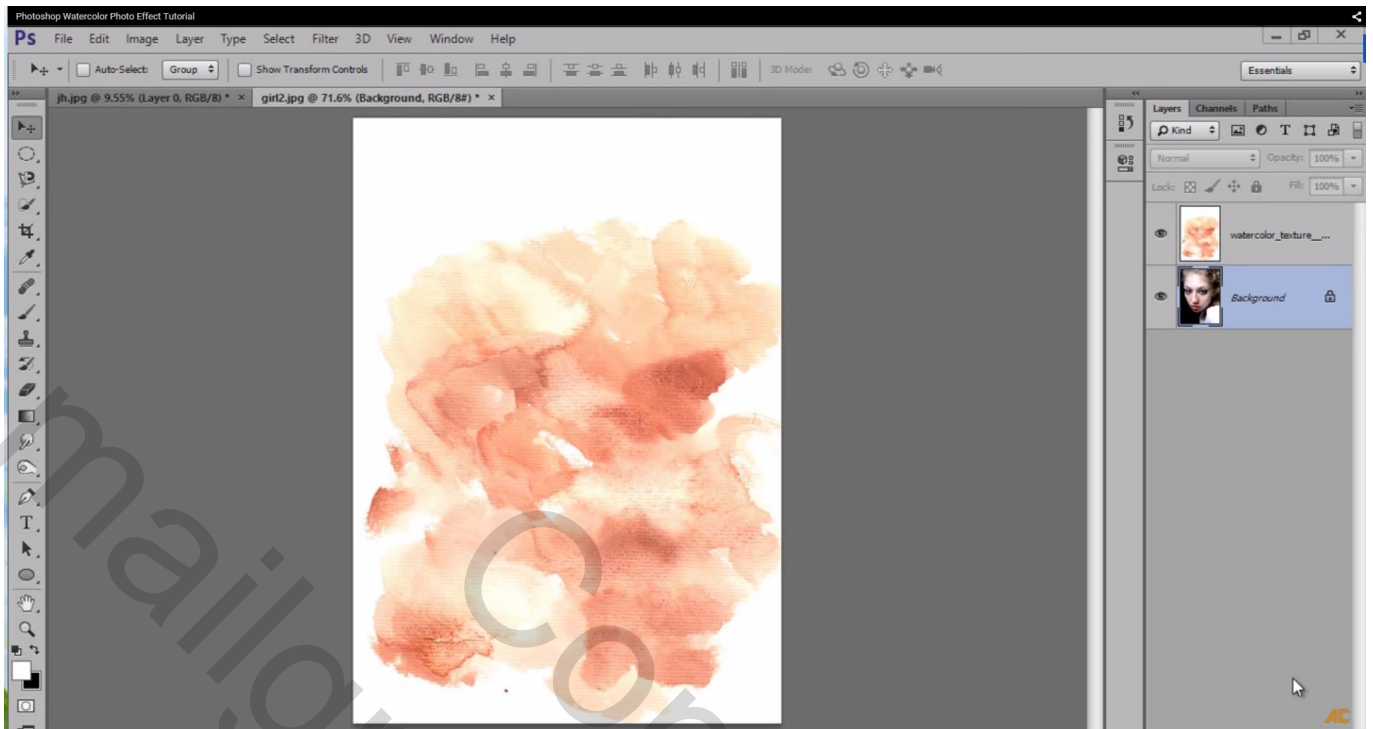 Photoshop Watercolor Photo Effect Tutorial
Ps File Edit Image Layer Type Select Filter 3D View Window Help
Auto-Select: Group Show Transform Controls 3D Mode: Essentials
jh.jpg @ 9.55% (Layer 0, RGB/8) * × girl2.jpg @ 71.6% (Background, RGB/8#) * ×
Layers Channels Paths
Kind
Normal Opacity: 100%
Lock: Fill: 100%
watercolor_texture__...
Background
T
AC